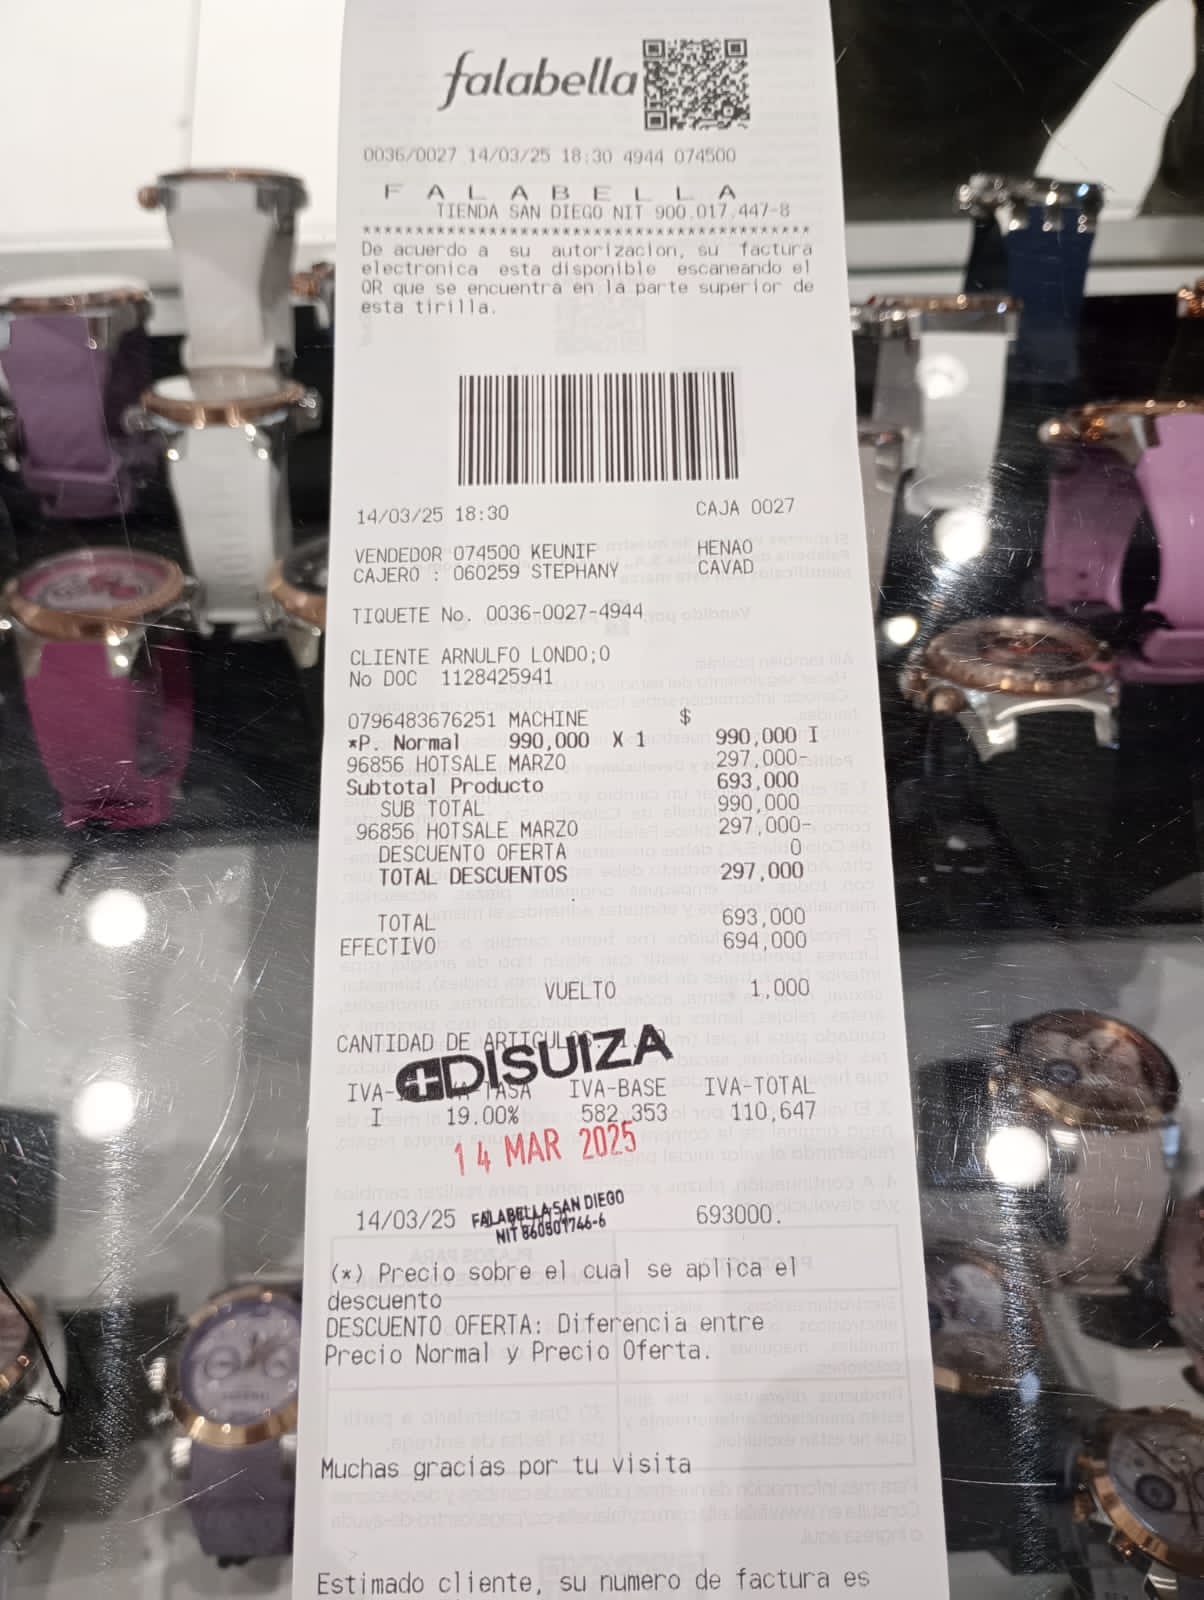 falabella
0036/0027 14/03/25 18:30 4944 074500
F A L A B E L L A
TIENDA SAN DIEGO NIT 900.017.447-8
******************************************
De acuerdo a su autorizacion, su factura
electronica esta disponible escaneando el
QR que se encuentra en la parte superior de
esta tirilla.
14/03/25 18:30 CAJA 0027
VENDEDOR 074500 KEUNIF HENAO
CAJERO : 060259 STEPHANY CAVAD
TIQUETE No. 0036-0027-4944
CLIENTE ARNULFO LONDO;O
No DOC 1128425941
0796483676251 MACHINE $
*P. Normal 990,000 X 1 990,000 I
96856 HOTSALE MARZO 297,000-
Subtotal Producto 693,000
SUB TOTAL 990,000
96856 HOTSALE MARZO 297,000-
DESCUENTO OFERTA 0
TOTAL DESCUENTOS 297,000
TOTAL 693,000
EFECTIVO 694,000
VUELTO 1,000
CANTIDAD DE ARTICULOS:
DISUIZA
IVA- TASA IVA-BASE IVA-TOTAL
I 19.00% 582,353 110,647
14 MAR 2025
14/03/25 693000.
FALABELLA SAN DIEGO
NIT 860501746-6
(*) Precio sobre el cual se aplica el
descuento
DESCUENTO OFERTA: Diferencia entre
Precio Normal y Precio Oferta.
Muchas gracias por tu visita
Estimado cliente, su numero de factura es